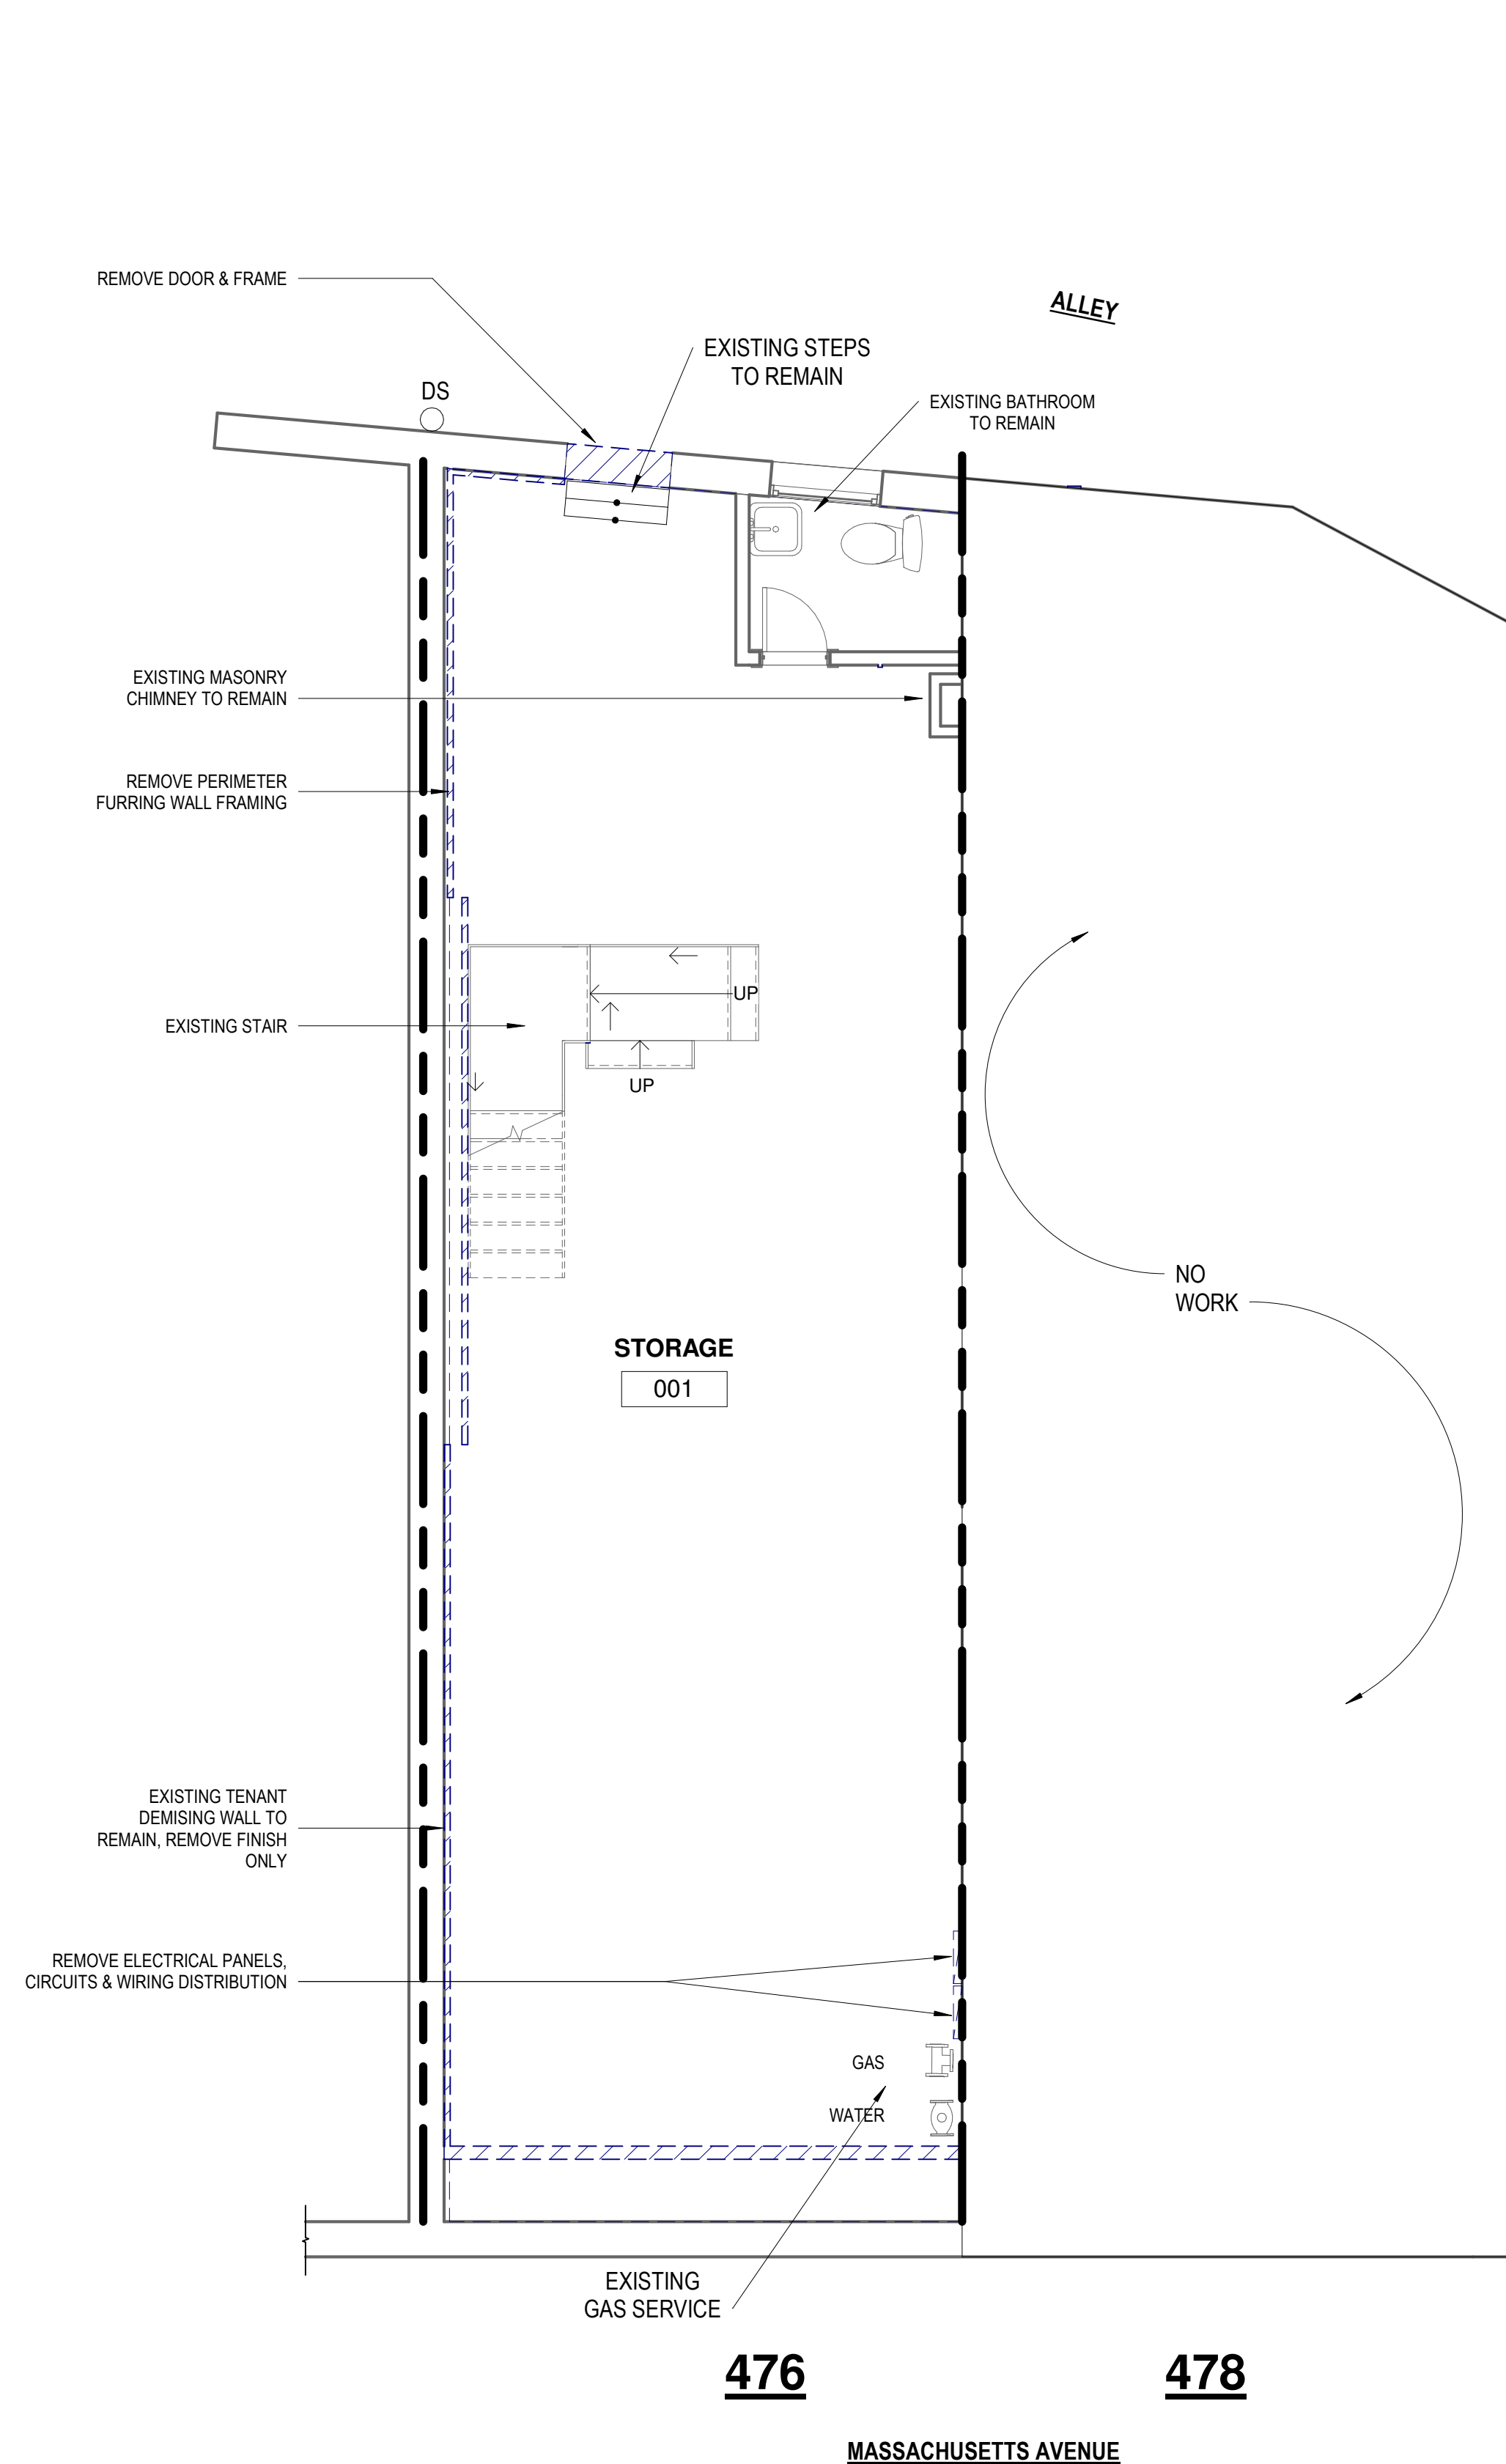 REMOVE DOOR & FRAME
ALLEY
EXISTING STEPS
TO REMAIN
DS
EXISTING BATHROOM
TO REMAIN
EXISTING MASONRY
CHIMNEY TO REMAIN
REMOVE PERIMETER
FURRING WALL FRAMING
UP
EXISTING STAIR
UP
NO
WORK
STORAGE
001
EXISTING TENANT
DEMISING WALL TO
REMAIN, REMOVE FINISH
ONLY
REMOVE ELECTRICAL PANELS,
CIRCUITS & WIRING DISTRIBUTION
GAS
WATER
EXISTING
GAS SERVICE
476
478
MASSACHUSETTS AVENUE